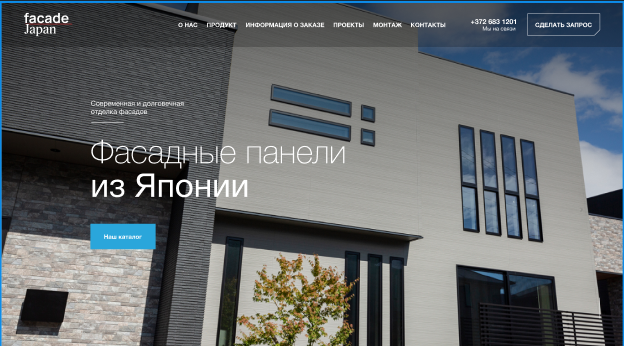 facade
Japan
О НАС ПРОДУКТ ИНФОРМАЦИЯ О ЗАКАЗЕ ПРОЕКТЫ МОНТАЖ КОНТАКТЫ
+372 683 1201
Мы на связи
СДЕЛАТЬ ЗАПРОС
Современная и долговечная
отделка фасадов
Фасадные панели
из Японии
Наш каталог